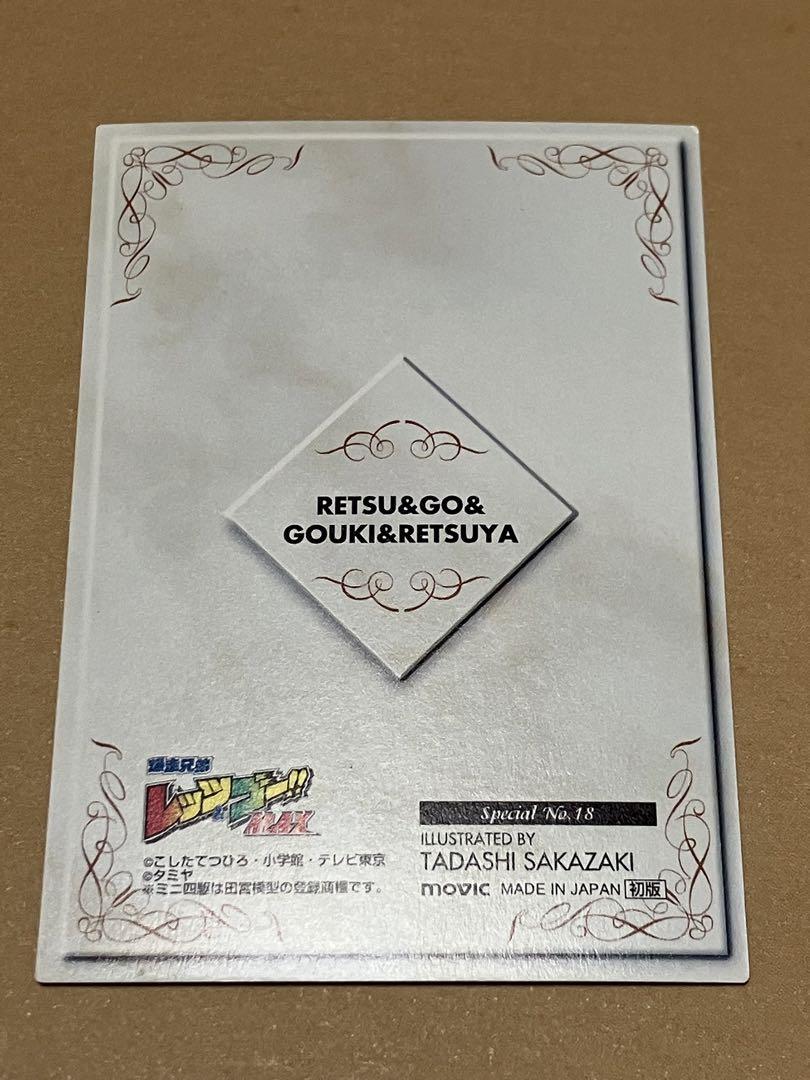 RETSU&GO&
GOUKI&RETSUYA
爆走兄弟
レッツ&ゴー!!
MAX
©こしたてつひろ・小学館・テレビ東京
©タミヤ
※ミニ四駆は田宮模型の登録商標です。
Special No.18
ILLUSTRATED BY
TADASHI SAKAZAKI
movic MADE IN JAPAN 初版